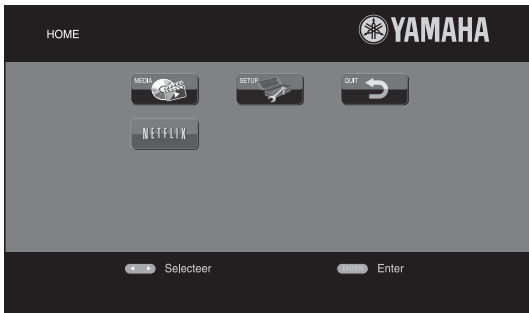 HOME
YAMAHA
MEDIA
SETUP
QUIT
NETFLIX
Selecteer
ENTER
Enter